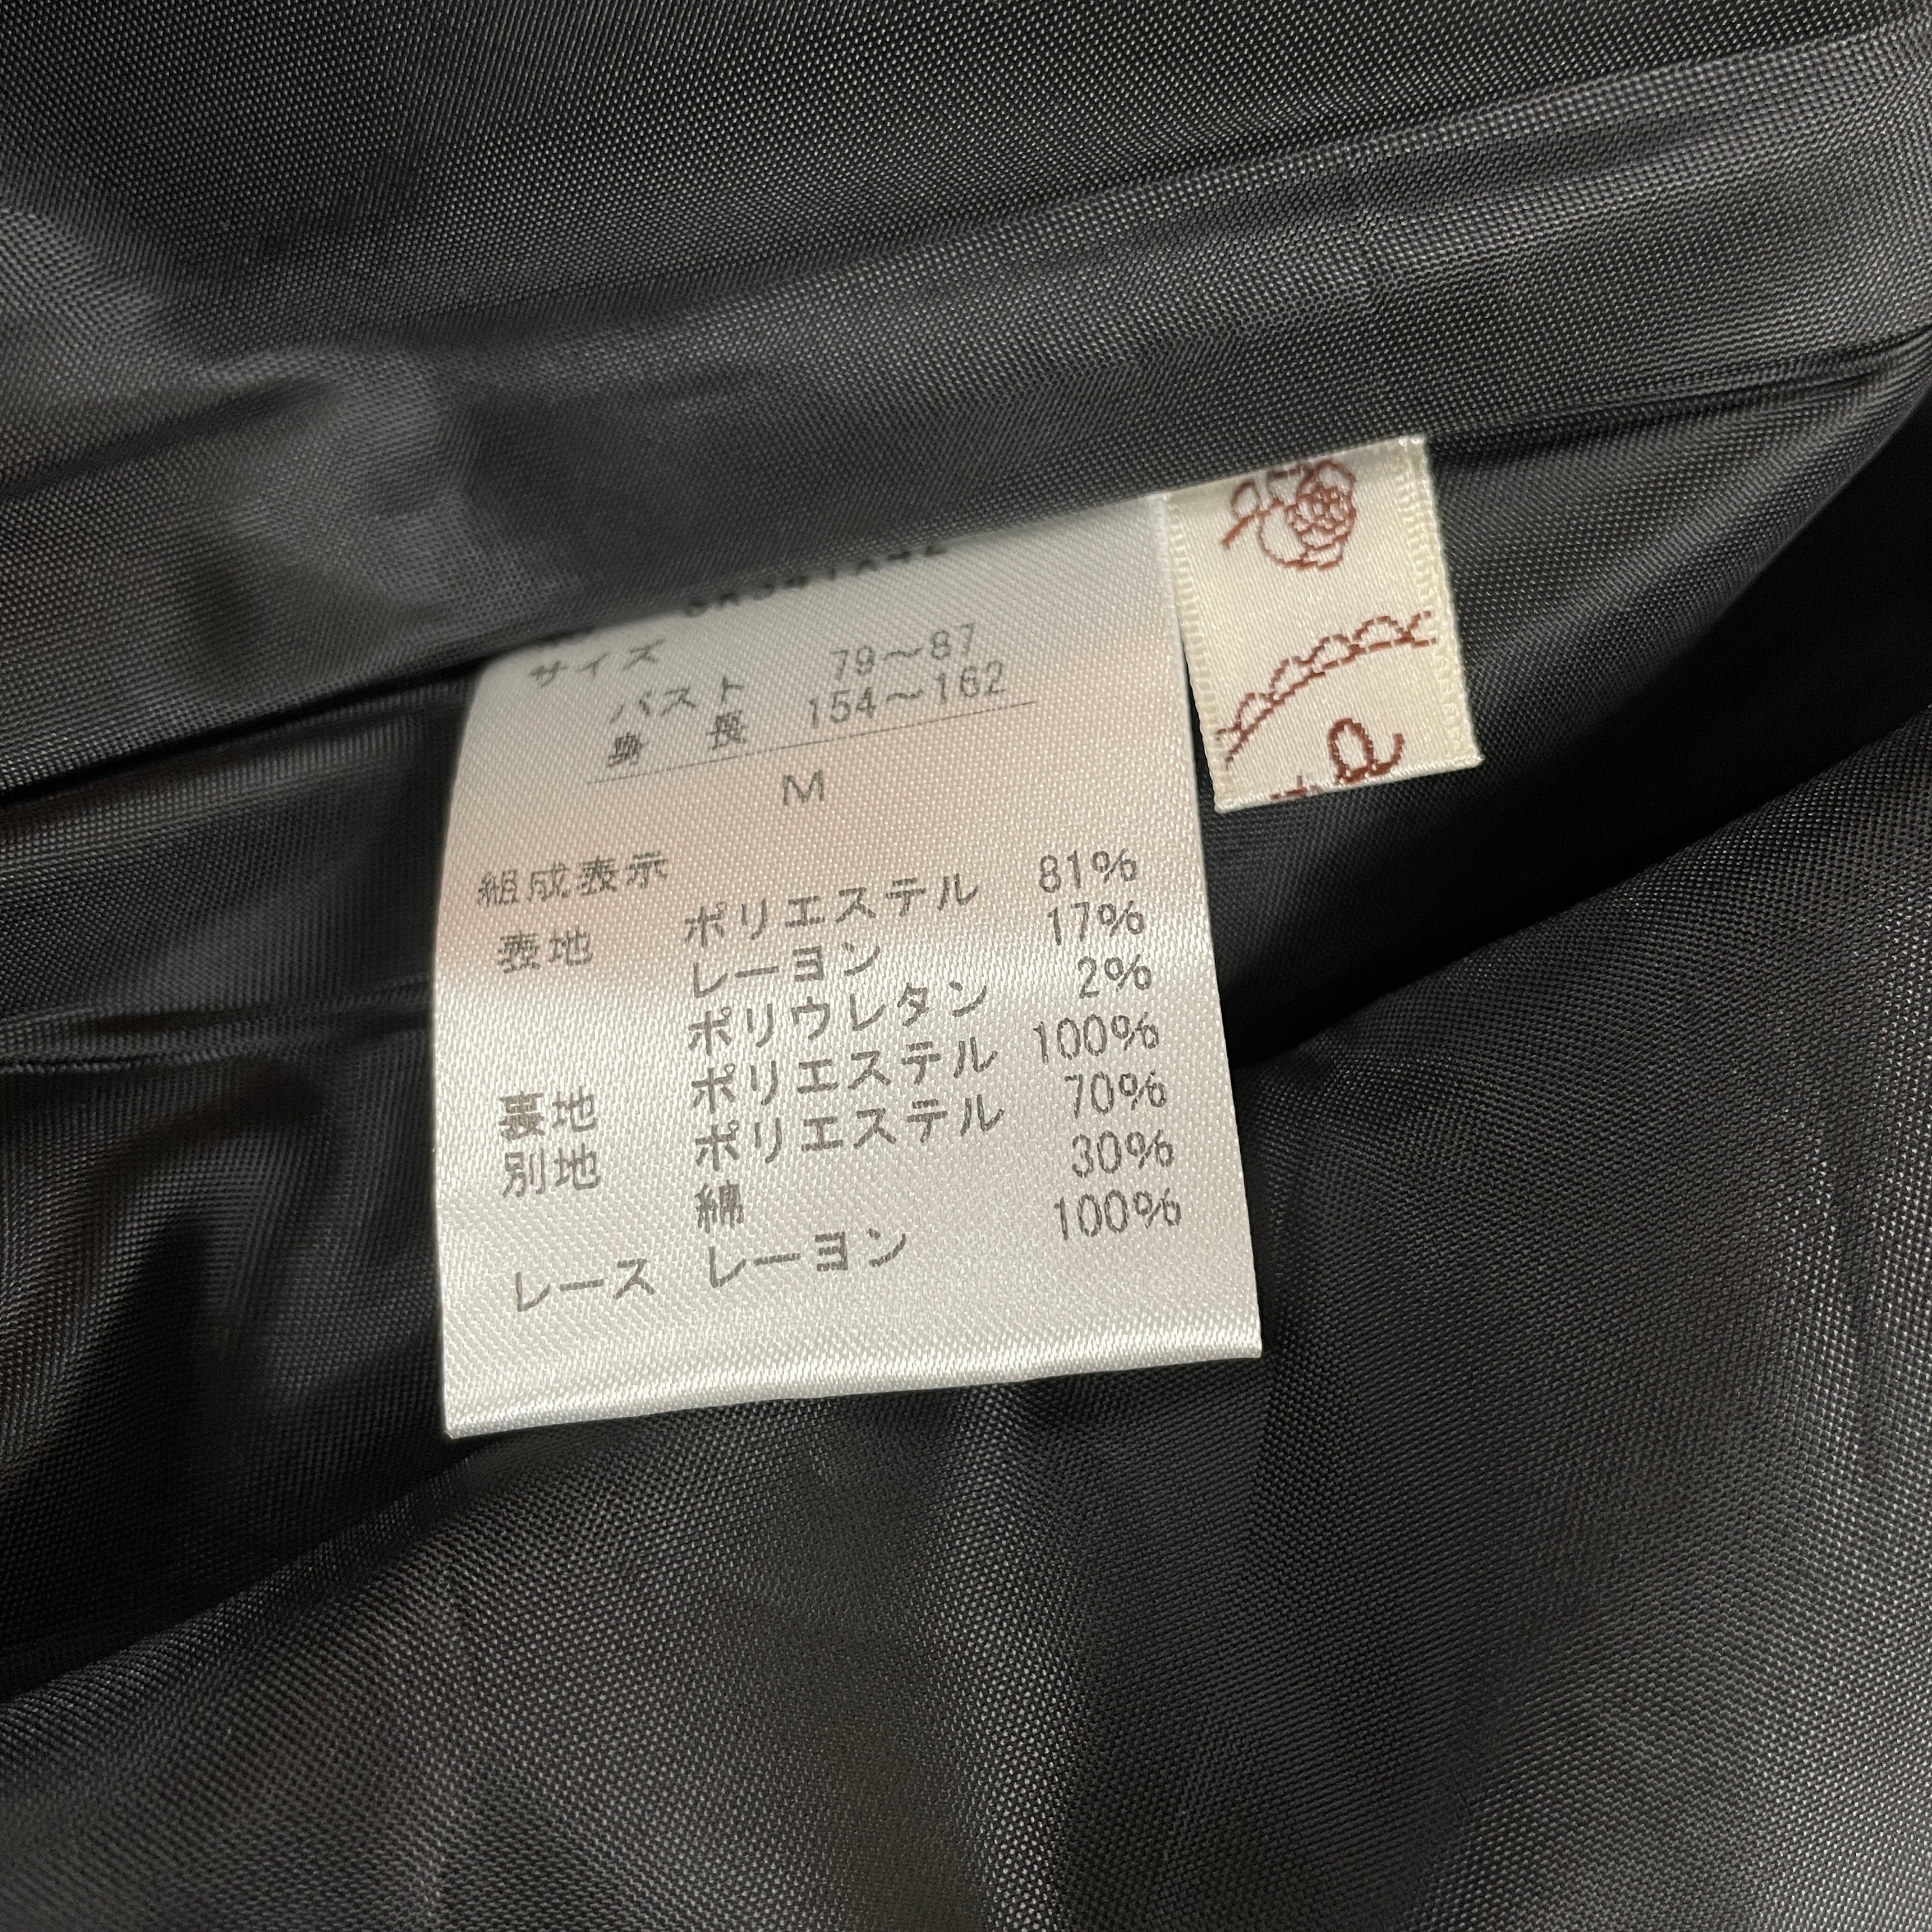 サイズ
バスト 79～87
身 長 154～162
M
組成表示
表地 ポリエステル 81%
レーヨン 17%
ポリウレタン 2%
裏地 ポリエステル 100%
別地 ポリエステル 70%
綿 30%
レース レーヨン 100%